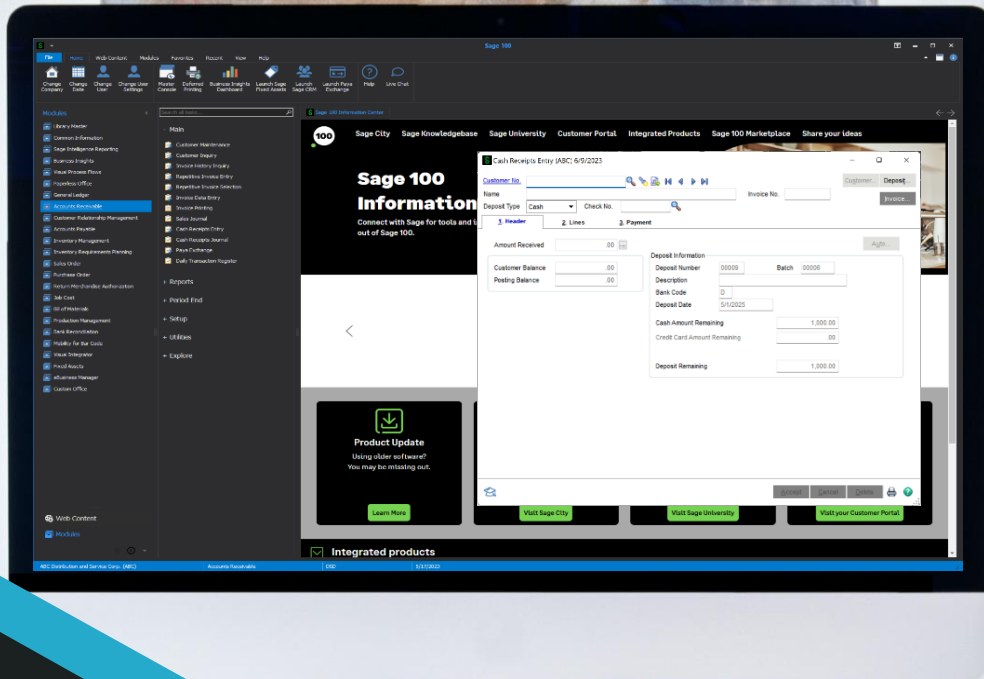 Sage 100
File Home Web Content Modules Favorites Recent View Help
Change Company
Change Date
Change User
Change User Settings
Master Console
Deferred Printing
Business Insights Dashboard
Launch Sage Fixed Assets
Launch Sage CRM
Launch Paya Exchange
Help
Live Chat
Modules
Library Master
Common Information
Sage Intelligence Reporting
Business Insights
Visual Process Flows
Paperless Office
General Ledger
Accounts Receivable
Customer Relationship Management
Accounts Payable
Inventory Management
Inventory Requirements Planning
Sales Order
Purchase Order
Return Merchandise Authorization
Job Cost
Bill of Materials
Production Management
Bank Reconciliation
Mobility for Bar Code
Visual Integrator
Fixed Assets
eBusiness Manager
Custom Office
Web Content
Modules
Main
Customer Maintenance
Customer Inquiry
Invoice History Inquiry
Repetitive Invoice Entry
Repetitive Invoice Selection
Invoice Data Entry
Invoice Printing
Sales Journal
Cash Receipts Entry
Cash Receipts Journal
Paya Exchange
Daily Transaction Register
+ Reports
+ Period End
+ Setup
+ Utilities
+ Explore
Sage 100 Information Center
100
Sage City Sage Knowledgebase Sage University Customer Portal Integrated Products Sage 100 Marketplace Share your ideas
Sage 100
Information
Connect with Sage for tools and
out of Sage 100.
Cash Receipts Entry (ABC) 6/9/2023
Customer No.
Customer... Deposit...
Name
Invoice No.
Invoice...
Deposit Type Cash Check No.
1. Header 2. Lines 3. Payment
Amount Received .00
Auto...
Customer Balance .00
Posting Balance .00
Deposit Information
Deposit Number 00009 Batch 00006
Description
Bank Code
Deposit Date 5/1/2025
Cash Amount Remaining 1,000.00
Credit Card Amount Remaining .00
Deposit Remaining 1,000.00
Accept Cancel Delete
Product Update
Using older software?
You may be missing out.
Learn More
Visit Sage City
Visit Sage University
Visit your Customer Portal
Integrated products
ABC Distribution and Service Corp. (ABC) Accounts Receivable